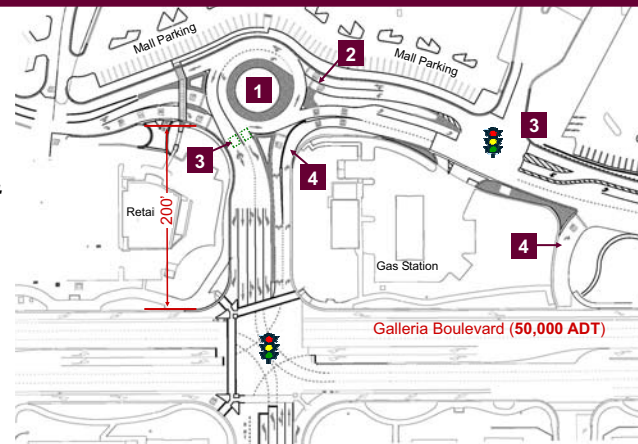 Mall Parking
Mall Parking
2
1
3
3
4
Retai
200'
4
Gas Station
Galleria Boulevard (50,000 ADT)